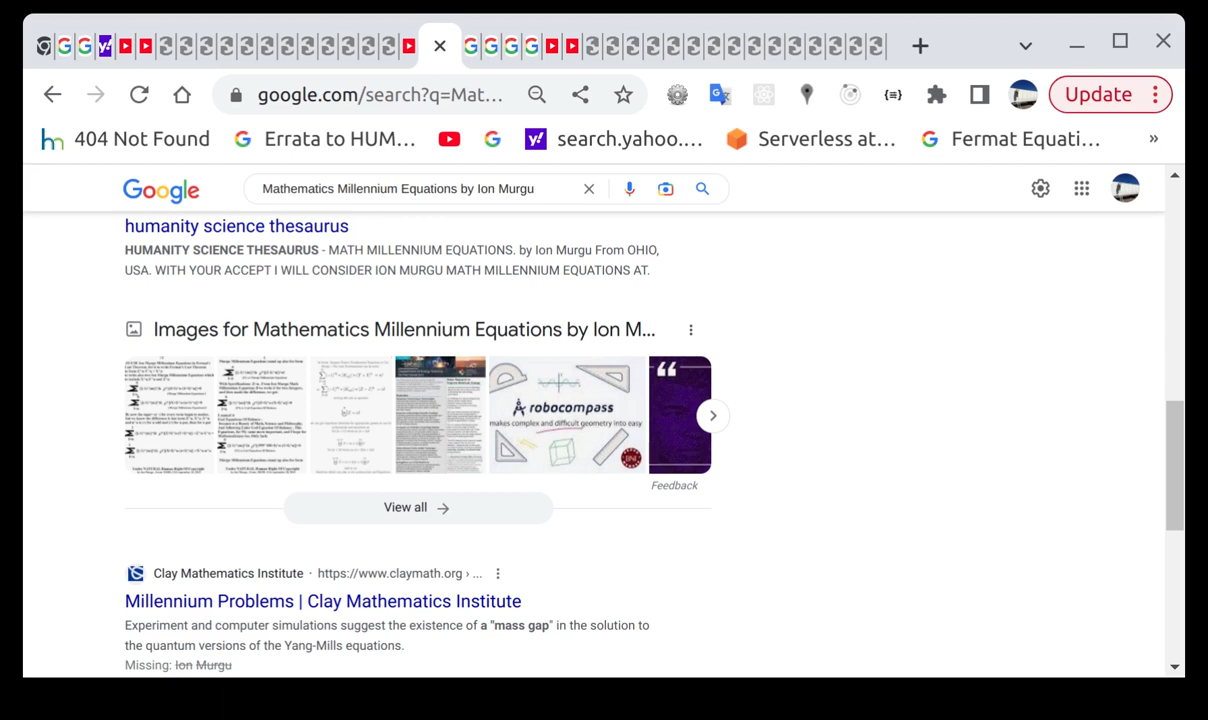 google.com/search?q=Mat...
Update
404 Not Found
Errata to HUM...
search.yahoo....
Serverless at...
Fermat Equati...
»
Google
Mathematics Millennium Equations by Ion Murgu
humanity science thesaurus
HUMANITY SCIENCE THESAURUS - MATH MILLENNIUM EQUATIONS. by Ion Murgu From OHIO,
USA. WITH YOUR ACCEPT I WILL CONSIDER ION MURGU MATH MILLENNIUM EQUATIONS AT.
Images for Mathematics Millennium Equations by Ion M...
robocompass
makes complex and difficult geometry into easy
Feedback
View all
Clay Mathematics Institute · https://www.claymath.org › ...
Millennium Problems | Clay Mathematics Institute
Experiment and computer simulations suggest the existence of a "mass gap" in the solution to
the quantum versions of the Yang-Mills equations.
Missing: Ion Murgu